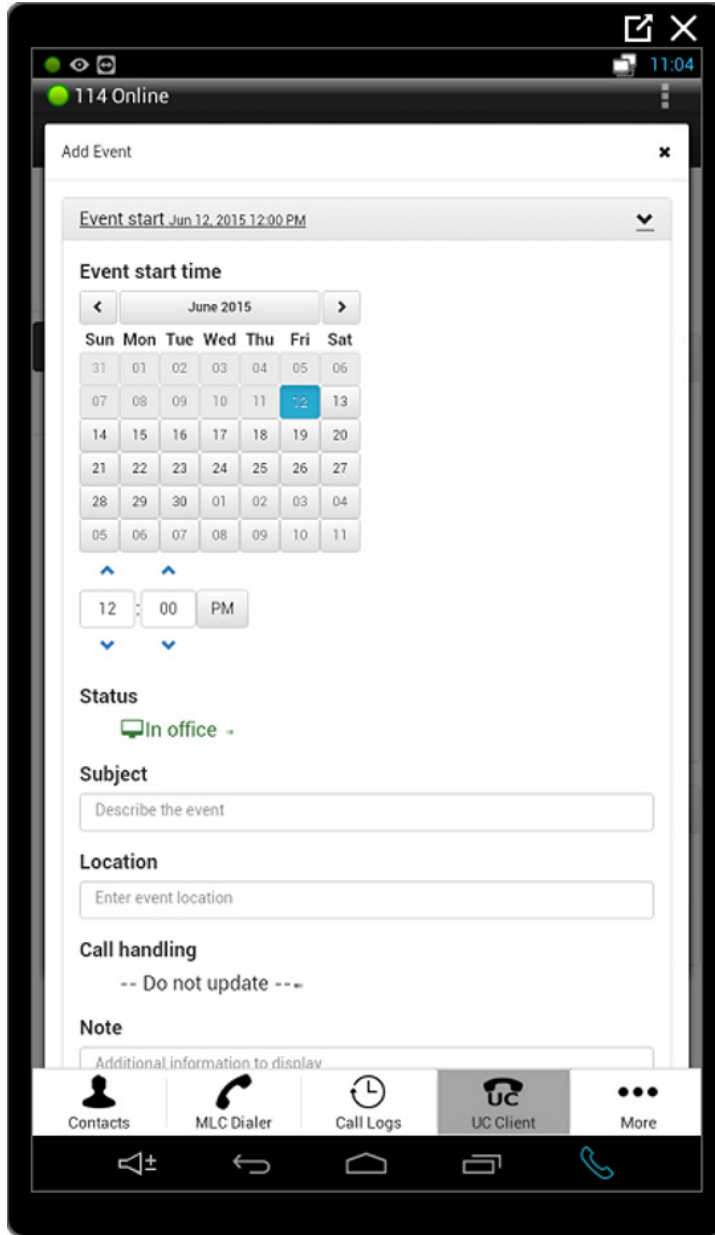 11:04
114 Online
Add Event
Event start Jun 12, 2015 12:00 PM
Event start time
June 2015
Sun Mon Tue Wed Thu Fri Sat
31 01 02 03 04 05 06
07 08 09 10 11 12 13
14 15 16 17 18 19 20
21 22 23 24 25 26 27
28 29 30 01 02 03 04
05 06 07 08 09 10 11
12 : 00 PM
Status
In office
Subject
Describe the event
Location
Enter event location
Call handling
-- Do not update --
Note
Additional information to display
UC
Contacts MLC Dialer Call Logs UC Client More